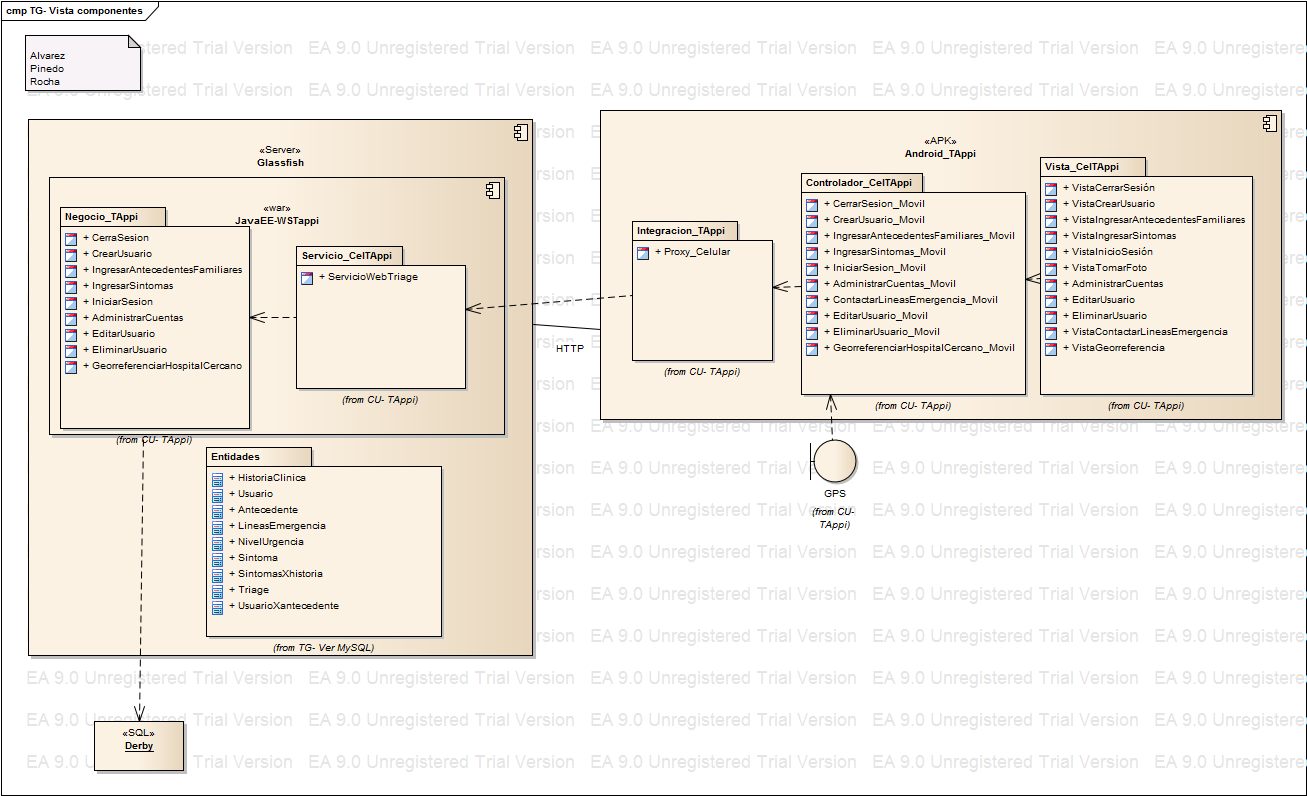 cmp TG- Vista componentes
Alvarez
Pinedo
Rocha
EA 9.0 Unregistered Trial Version
«Server»
Glassfish
«war»
JavaEE-WSTappi
Negocio_TAppi
+ CerraSesion
+ CrearUsuario
+ IngresarAntecedentesFamiliares
+ IngresarSintomas
+ IniciarSesion
+ AdministrarCuentas
+ EditarUsuario
+ EliminarUsuario
+ GeorreferenciarHospitalCercano
(from CU- TAppi)
Servicio_CelTAppi
+ ServicioWebTriage
(from CU- TAppi)
Entidades
+ HistoriaClinica
+ Usuario
+ Antecedente
+ LineasEmergencia
+ NivelUrgencia
+ Sintoma
+ SintomasXhistoria
+ Triage
+ UsuarioXantecedente
(from TG- Ver MySQL)
«SQL»
Derby
HTTP
«APK»
Android_TAppi
Integracion_TAppi
+ Proxy_Celular
(from CU- TAppi)
Controlador_CelTAppi
+ CerrarSesion_Movil
+ CrearUsuario_Movil
+ IngresarAntecedentesFamiliares_Movil
+ IngresarSintomas_Movil
+ IniciarSesion_Movil
+ AdministrarCuentas_Movil
+ ContactarLineasEmergencia_Movil
+ EditarUsuario_Movil
+ EliminarUsuario_Movil
+ GeorreferenciarHospitalCercano_Movil
(from CU- TAppi)
Vista_CelTAppi
+ VistaCerrarSesión
+ VistaCrearUsuario
+ VistaIngresarAntecedentesFamiliares
+ VistaIngresarSintomas
+ VistaInicioSesión
+ VistaTomarFoto
+ AdministrarCuentas
+ EditarUsuario
+ EliminarUsuario
+ VistaContactarLineasEmergencia
+ VistaGeorreferencia
(from CU- TAppi)
GPS
(from CU-
TAppi)